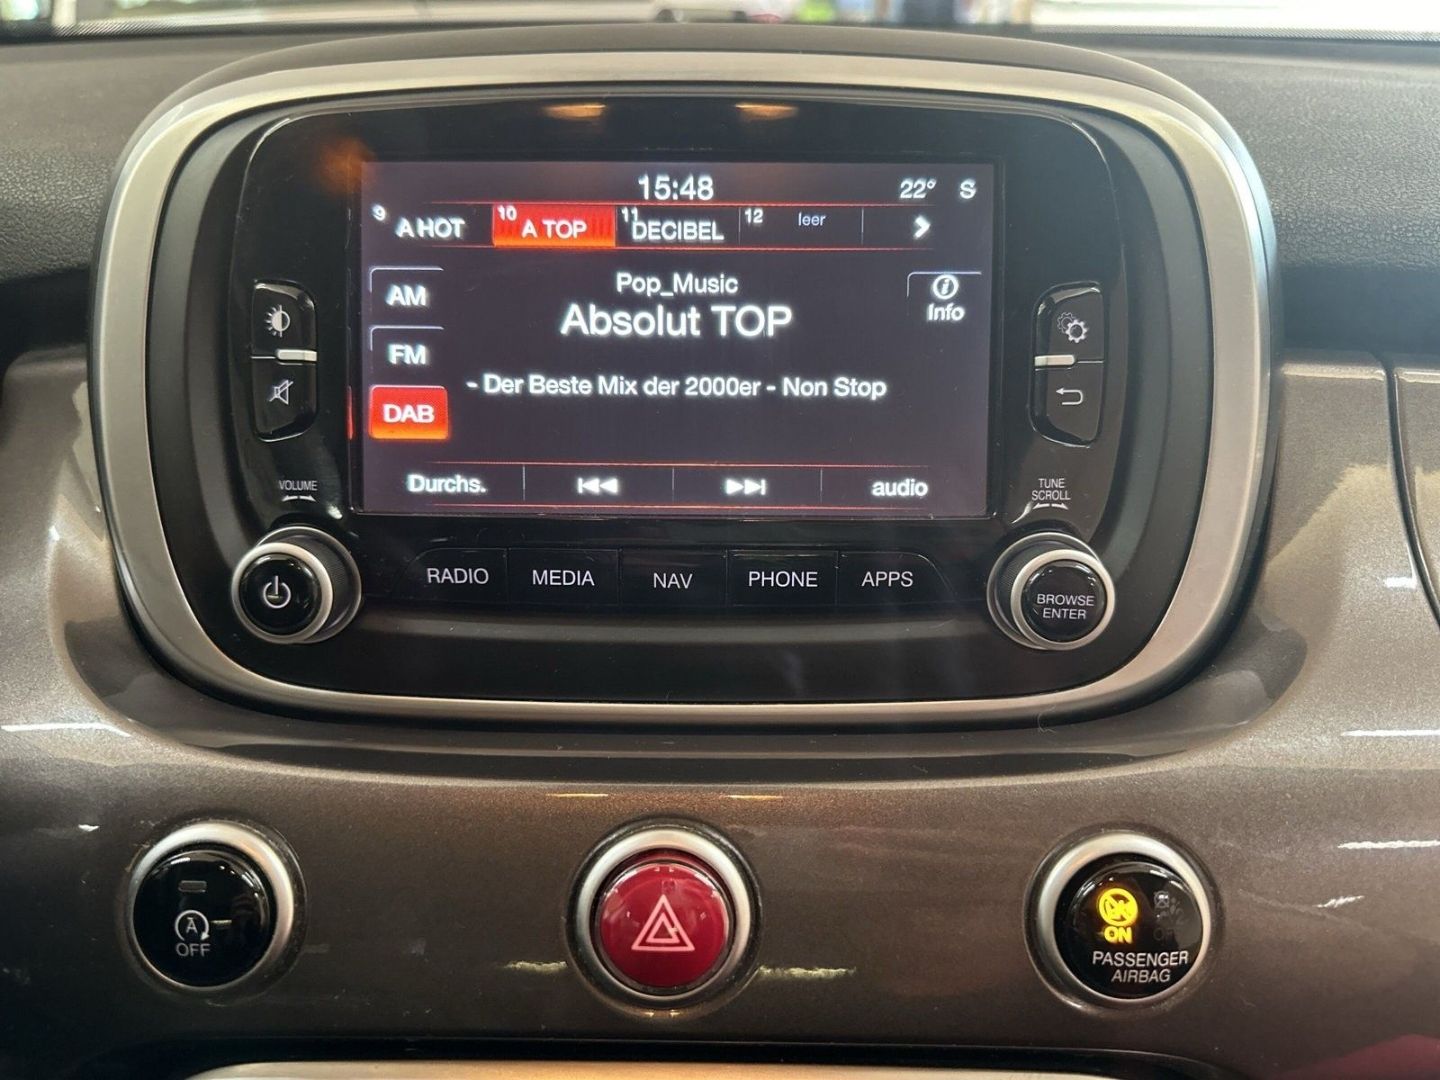 15:48 22° S
9 A HOT 10 A TOP 11 DECIBEL 12 leer
Pop_Music
Absolut TOP
- Der Beste Mix der 2000er - Non Stop
AM
FM
DAB
Info
Durchs. audio
VOLUME
TUNE
SCROLL
RADIO MEDIA NAV PHONE APPS
BROWSE
ENTER
A
OFF
ON
PASSENGER
AIRBAG